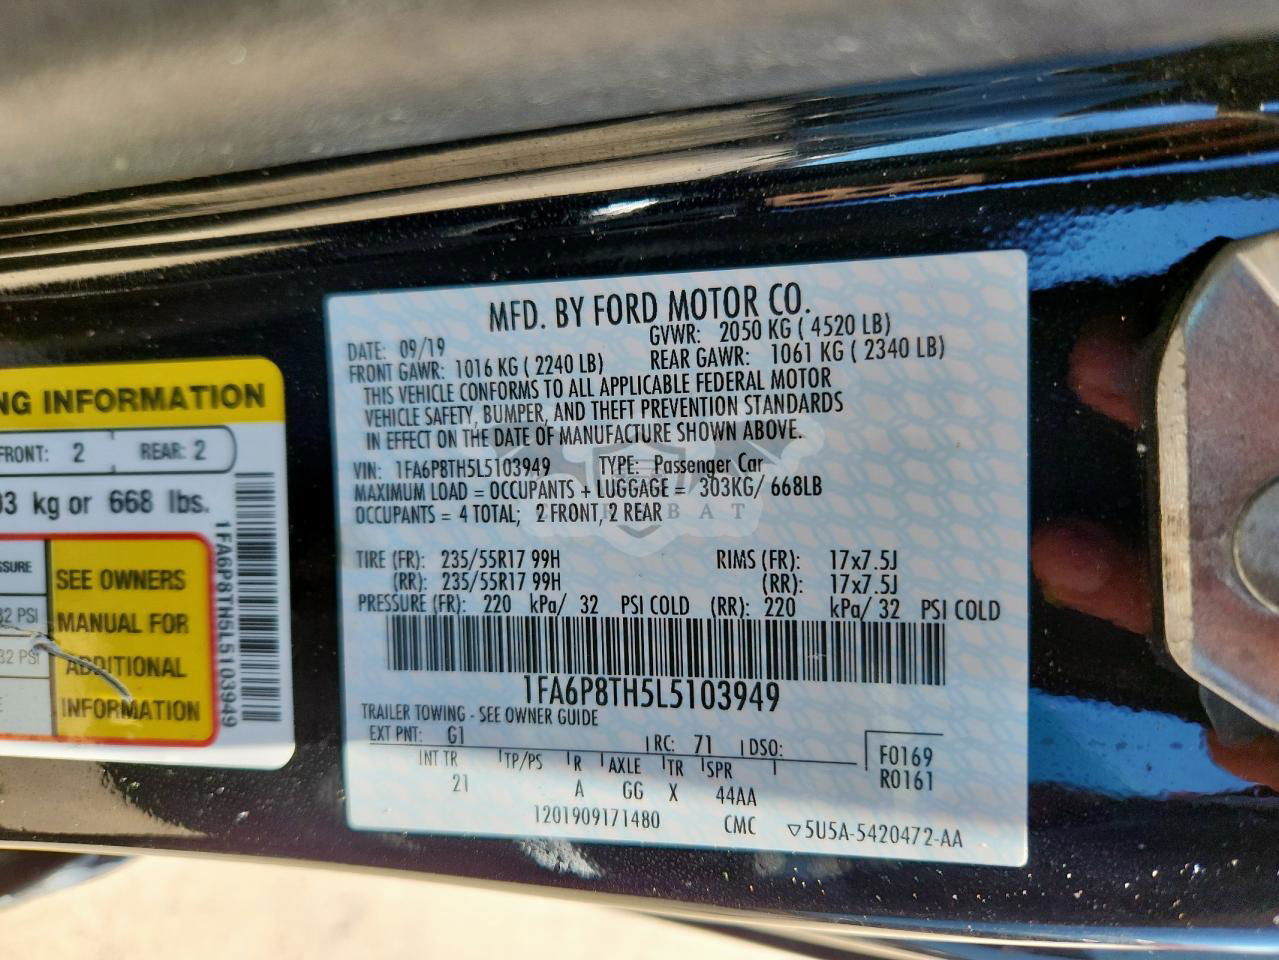 NG INFORMATION
FRONT: 2 REAR: 2
03 kg or 668 lbs.
SSURE
32 PSI
32 PSI
SEE OWNERS
MANUAL FOR
ADDITIONAL
INFORMATION
1FA6P8TH5L5103949
MFD. BY FORD MOTOR CO.
DATE: 09/19 GVWR: 2050 KG ( 4520 LB)
FRONT GAWR: 1016 KG ( 2240 LB) REAR GAWR: 1061 KG ( 2340 LB)
THIS VEHICLE CONFORMS TO ALL APPLICABLE FEDERAL MOTOR
VEHICLE SAFETY, BUMPER, AND THEFT PREVENTION STANDARDS
IN EFFECT ON THE DATE OF MANUFACTURE SHOWN ABOVE.
VIN: 1FA6P8TH5L5103949 TYPE: Passenger Car
MAXIMUM LOAD = OCCUPANTS + LUGGAGE = 303KG/ 668LB
OCCUPANTS = 4 TOTAL; 2 FRONT, 2 REAR
TIRE (FR): 235/55R17 99H RIMS (FR): 17x7.5J
(RR): 235/55R17 99H (RR): 17x7.5J
PRESSURE (FR): 220 kPa/ 32 PSI COLD (RR): 220 kPa/ 32 PSI COLD
1FA6P8TH5L5103949
TRAILER TOWING - SEE OWNER GUIDE
EXT PNT: G1 RC: 71 DSO: F0169
INT TR TP/PS R AXLE TR SPR R0161
21 A GG X 44AA
1201909171480 CMC ▽5U5A-5420472-AA